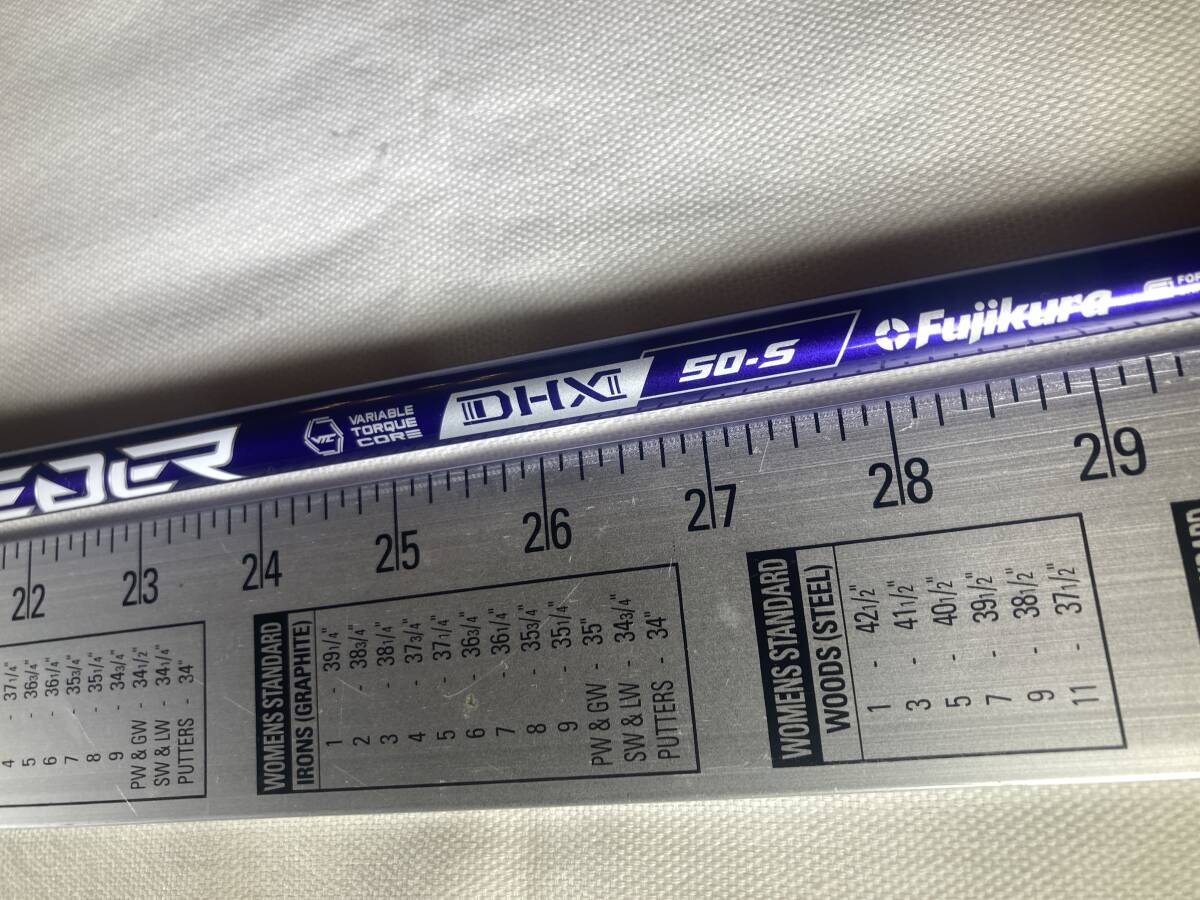 EDER
VTC
VARIABLE
TORQUE
CORE
DHX
50-S
Fujikura
FOR
22 23 24 25 26 27 28 29
4 - 37 1/4"
5 - 36 3/4"
6 - 36 1/4"
7 - 35 3/4"
8 - 35 1/4"
9 - 34 3/4"
PW & GW - 34 1/2"
SW & LW - 34 1/4"
PUTTERS - 34"
WOMENS STANDARD
IRONS (GRAPHITE)
1 - 39 1/4"
2 - 38 3/4"
3 - 38 1/4"
4 - 37 3/4"
5 - 37 1/4"
6 - 36 3/4"
7 - 36 1/4"
8 - 35 3/4"
9 - 35 1/4"
PW & GW - 35"
SW & LW - 34 3/4"
PUTTERS - 34"
WOMENS STANDARD
WOODS (STEEL)
1 - 42 1/2"
3 - 41 1/2"
5 - 40 1/2"
7 - 39 1/2"
9 - 38 1/2"
11 - 37 1/2"